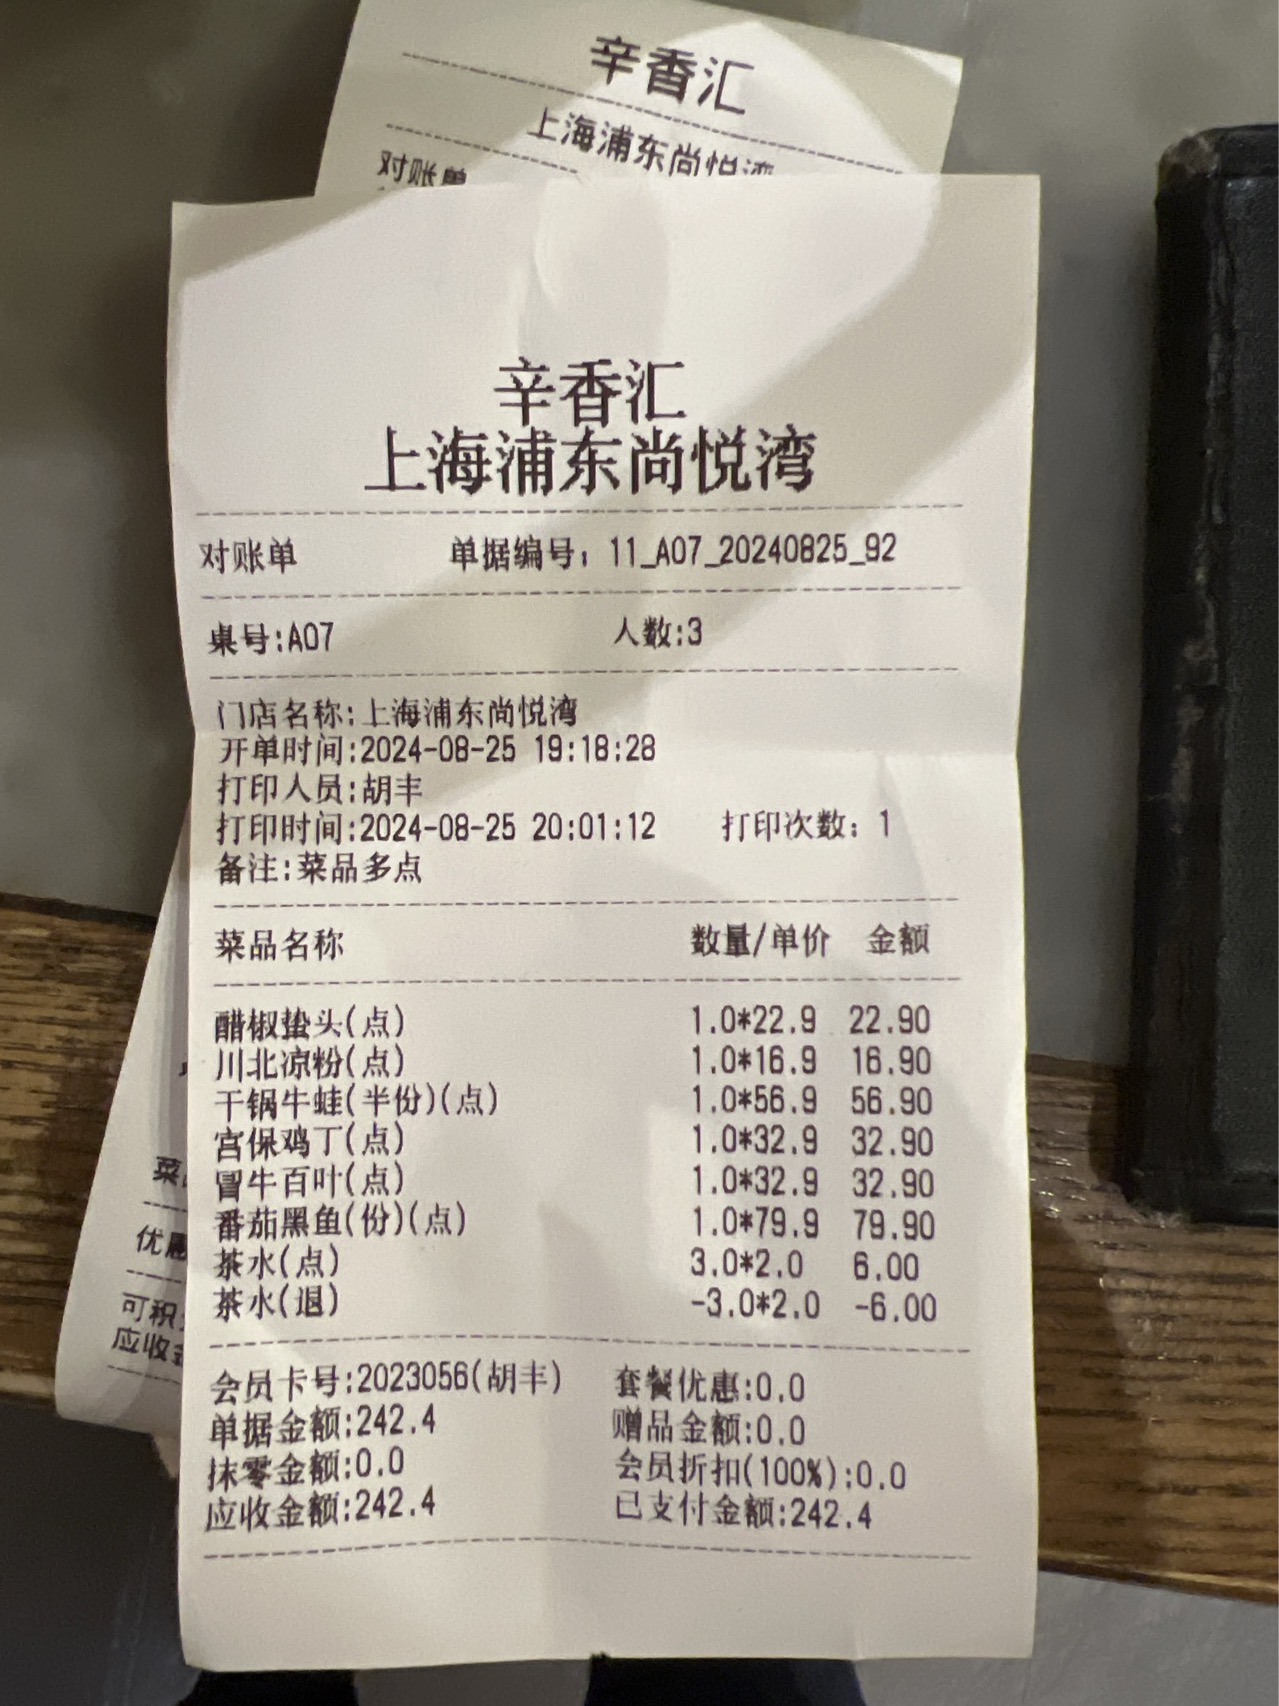 辛香汇
上海浦东尚悦湾
对账单
辛香汇
上海浦东尚悦湾
对账单 单据编号: 11_A07_20240825_92
桌号:A07 人数:3
门店名称:上海浦东尚悦湾
开单时间:2024-08-25 19:18:28
打印人员:胡丰
打印时间:2024-08-25 20:01:12 打印次数: 1
备注:菜品多点
菜品名称 数量/单价 金额
醋椒蛰头(点) 1.0*22.9 22.90
川北凉粉(点) 1.0*16.9 16.90
干锅牛蛙(半份)(点) 1.0*56.9 56.90
宫保鸡丁(点) 1.0*32.9 32.90
冒牛百叶(点) 1.0*32.9 32.90
番茄黑鱼(份)(点) 1.0*79.9 79.90
茶水(点) 3.0*2.0 6.00
茶水(退) -3.0*2.0 -6.00
会员卡号:2023056(胡丰) 套餐优惠:0.0
单据金额:242.4 赠品金额:0.0
抹零金额:0.0 会员折扣(100%):0.0
应收金额:242.4 已支付金额:242.4
菜
优惠
可积
应收金